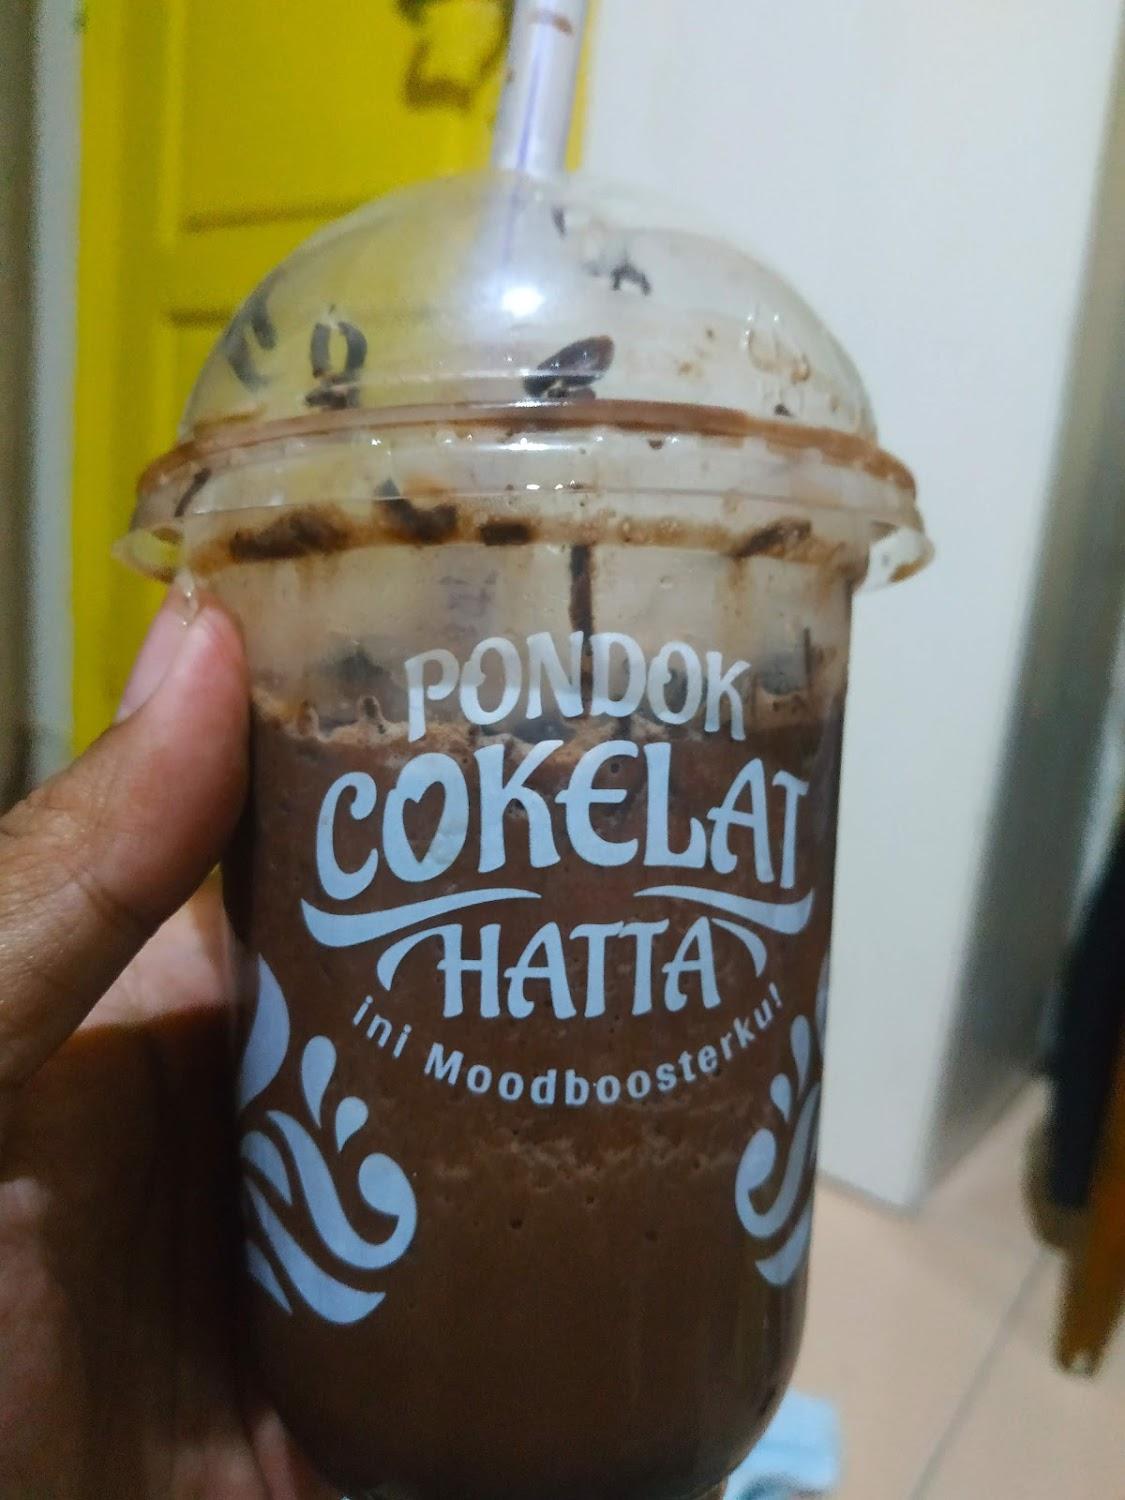 PONDOK
COKELAT
HATTA
ini Moodboosterku!